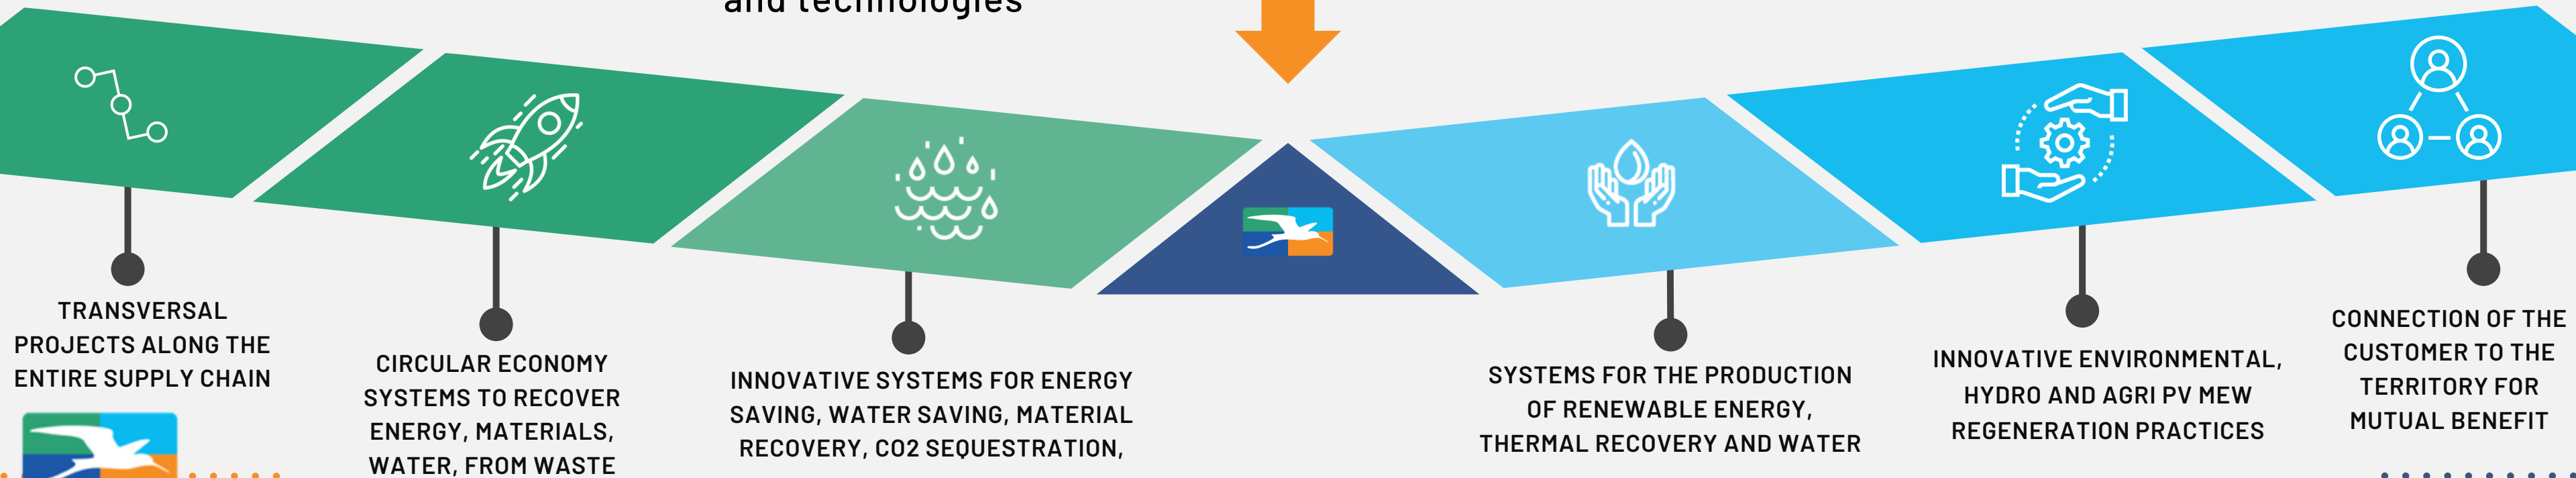 and technologies
TRANSVERSAL
PROJECTS ALONG THE
ENTIRE SUPPLY CHAIN
CIRCULAR ECONOMY
SYSTEMS TO RECOVER
ENERGY, MATERIALS,
WATER, FROM WASTE
INNOVATIVE SYSTEMS FOR ENERGY
SAVING, WATER SAVING, MATERIAL
RECOVERY, CO2 SEQUESTRATION,
SYSTEMS FOR THE PRODUCTION
OF RENEWABLE ENERGY,
THERMAL RECOVERY AND WATER
INNOVATIVE ENVIRONMENTAL,
HYDRO AND AGRI PV MEW
REGENERATION PRACTICES
CONNECTION OF THE
CUSTOMER TO THE
TERRITORY FOR
MUTUAL BENEFIT